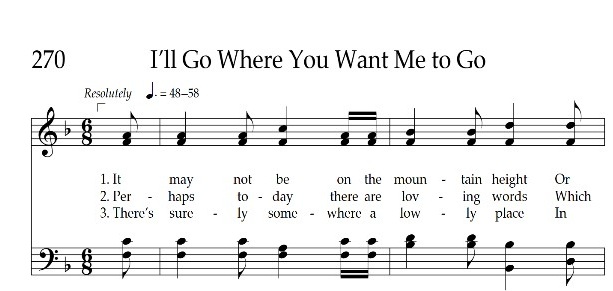 270 I'll Go Where You Want Me to Go
Resolutely ♩. = 48–58
6 8
1. It may not be on the moun - tain height Or
2. Per - haps to - day there are lov - ing words Which
3. There's sure - ly some - where a low - ly place In
6 8